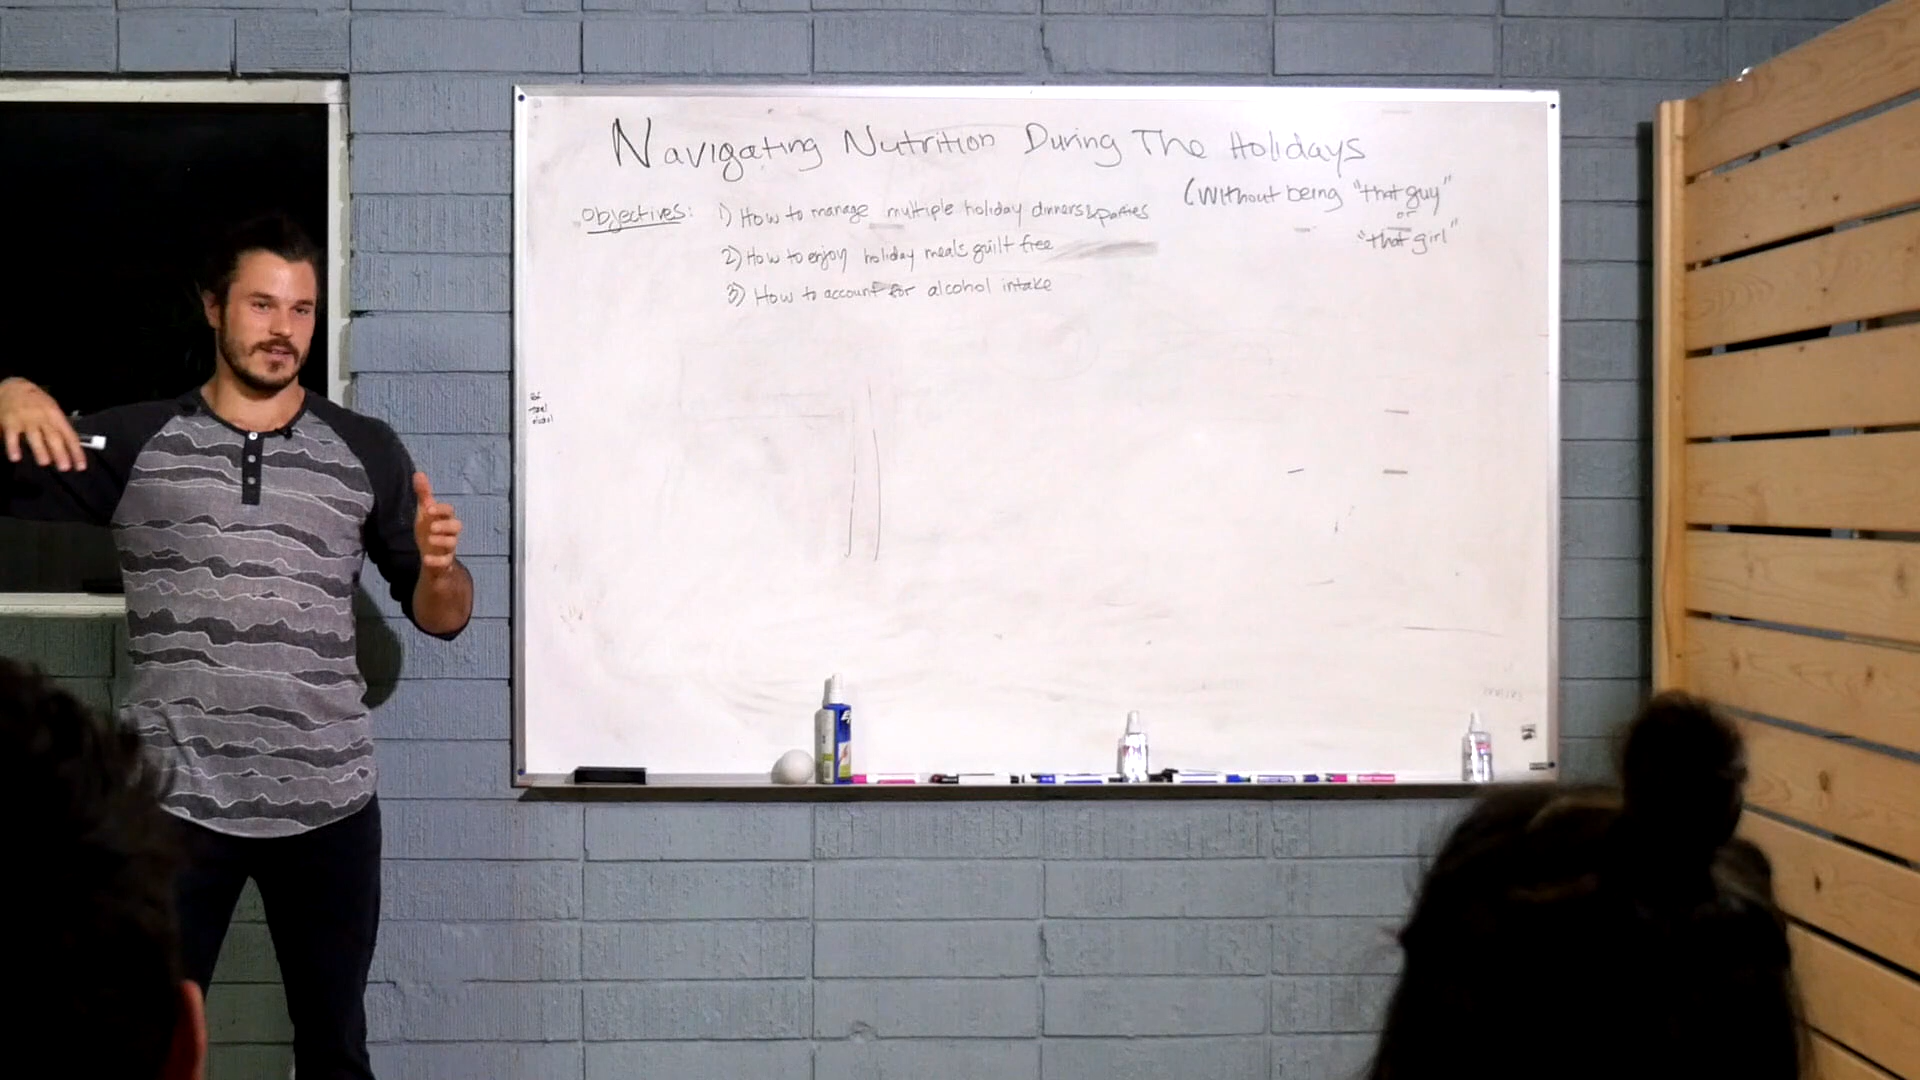 Navigating Nutrition During The Holidays
(Without being "that guy"
or
"that girl"
Objectives: 1) How to manage multiple holiday dinners & parties
2) How to enjoy holiday meals guilt free
3) How to account for alcohol intake